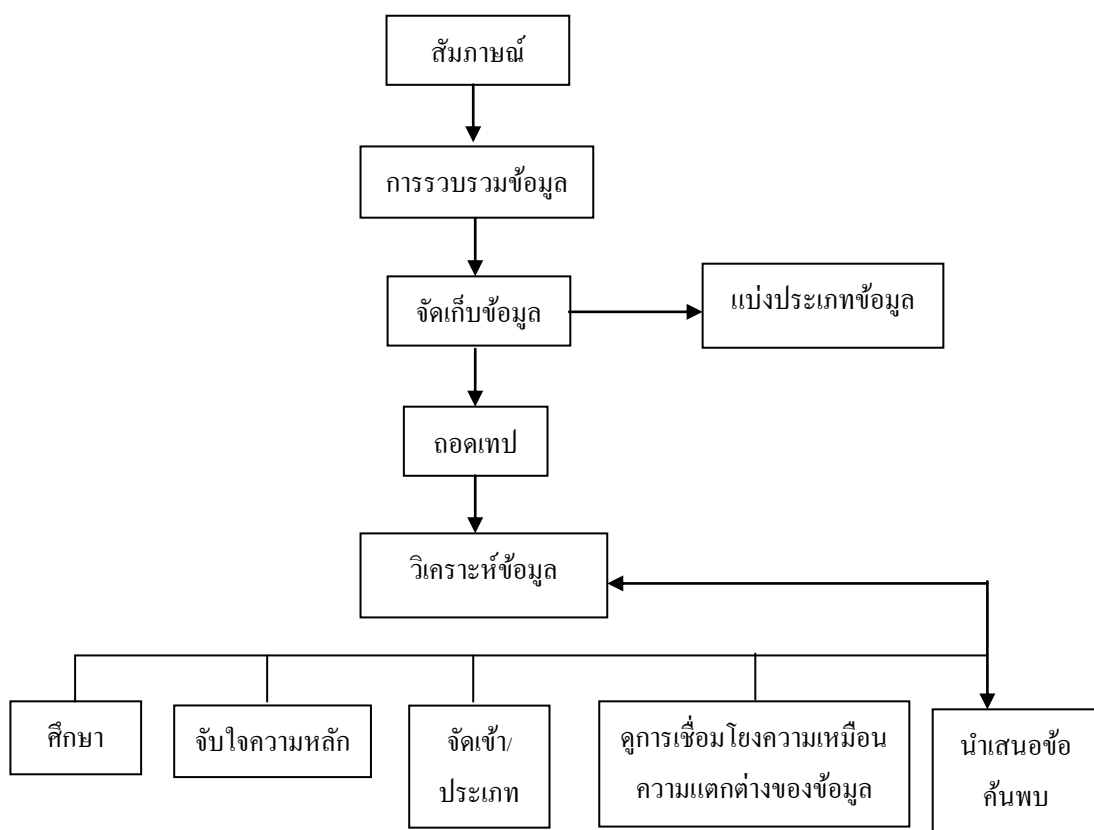 สัมภาษณ์
การรวบรวมข้อมูล
จัดเก็บข้อมูล
แบ่งประเภทข้อมูล
ถอดเทป
วิเคราะห์ข้อมูล
ศึกษา
จับใจความหลัก
จัดเข้า/
ประเภท
ดูการเชื่อมโยงความเหมือน
ความแตกต่างของข้อมูล
นำเสนอข้อ
ค้นพบ